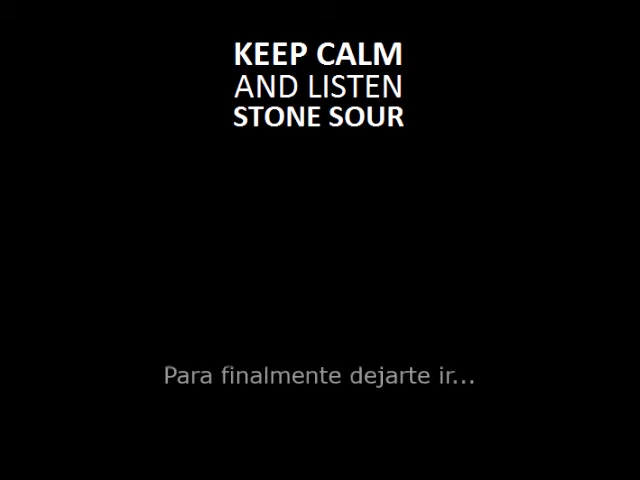 KEEP CALM
AND LISTEN
STONE SOUR
Para finalmente dejarte ir...